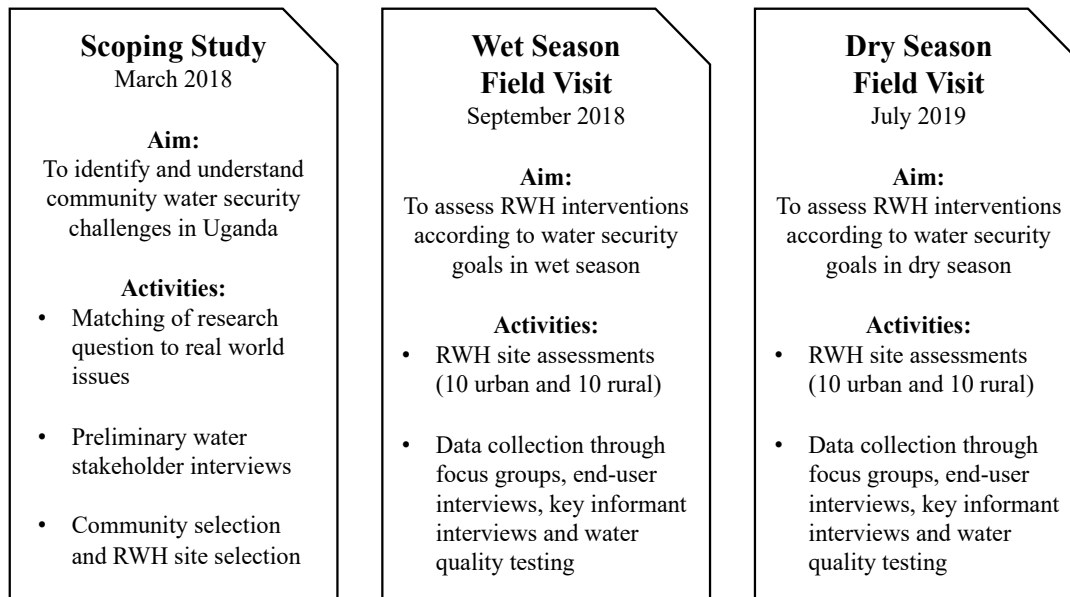 Scoping Study
March 2018
Aim:
To identify and understand
community water security
challenges in Uganda
Activities:
• Matching of research
question to real world
issues
• Preliminary water
stakeholder interviews
• Community selection
and RWH site selection
Wet Season
Field Visit
September 2018
Aim:
To assess RWH interventions
according to water security
goals in wet season
Activities:
• RWH site assessments
(10 urban and 10 rural)
• Data collection through
focus groups, end-user
interviews, key informant
interviews and water
quality testing
Dry Season
Field Visit
July 2019
Aim:
To assess RWH interventions
according to water security
goals in dry season
Activities:
• RWH site assessments
(10 urban and 10 rural)
• Data collection through
focus groups, end-user
interviews, key informant
interviews and water
quality testing